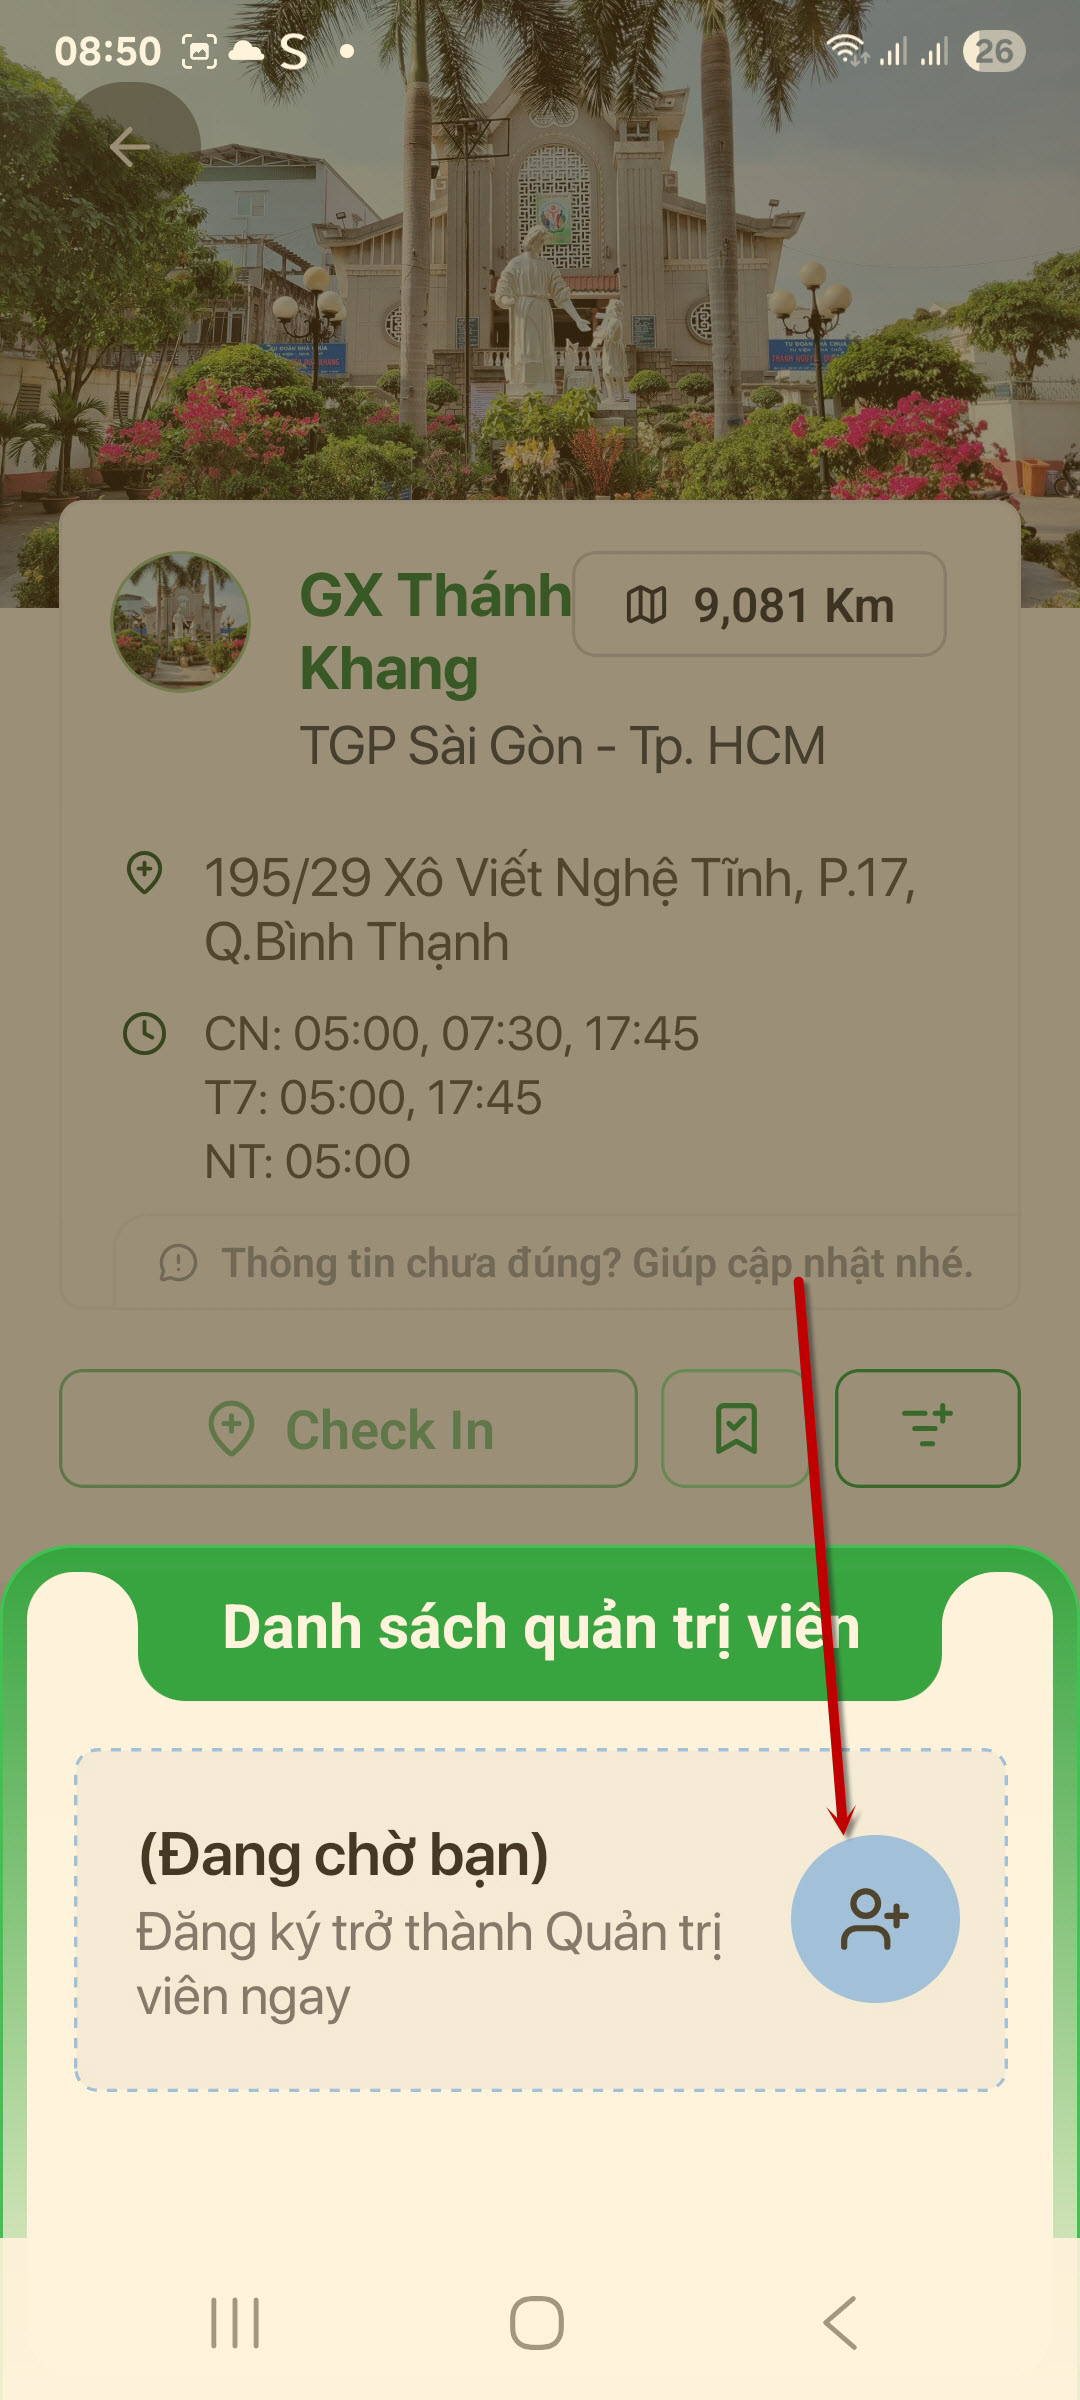 08:50
S
26
GX Thánh
Khang
9,081 Km
TGP Sài Gòn - Tp. HCM
195/29 Xô Viết Nghệ Tĩnh, P.17,
Q.Bình Thạnh
CN: 05:00, 07:30, 17:45
T7: 05:00, 17:45
NT: 05:00
Thông tin chưa đúng? Giúp cập nhật nhé.
Check In
Danh sách quản trị viên
(Đang chờ bạn)
Đăng ký trở thành Quản trị
viên ngay